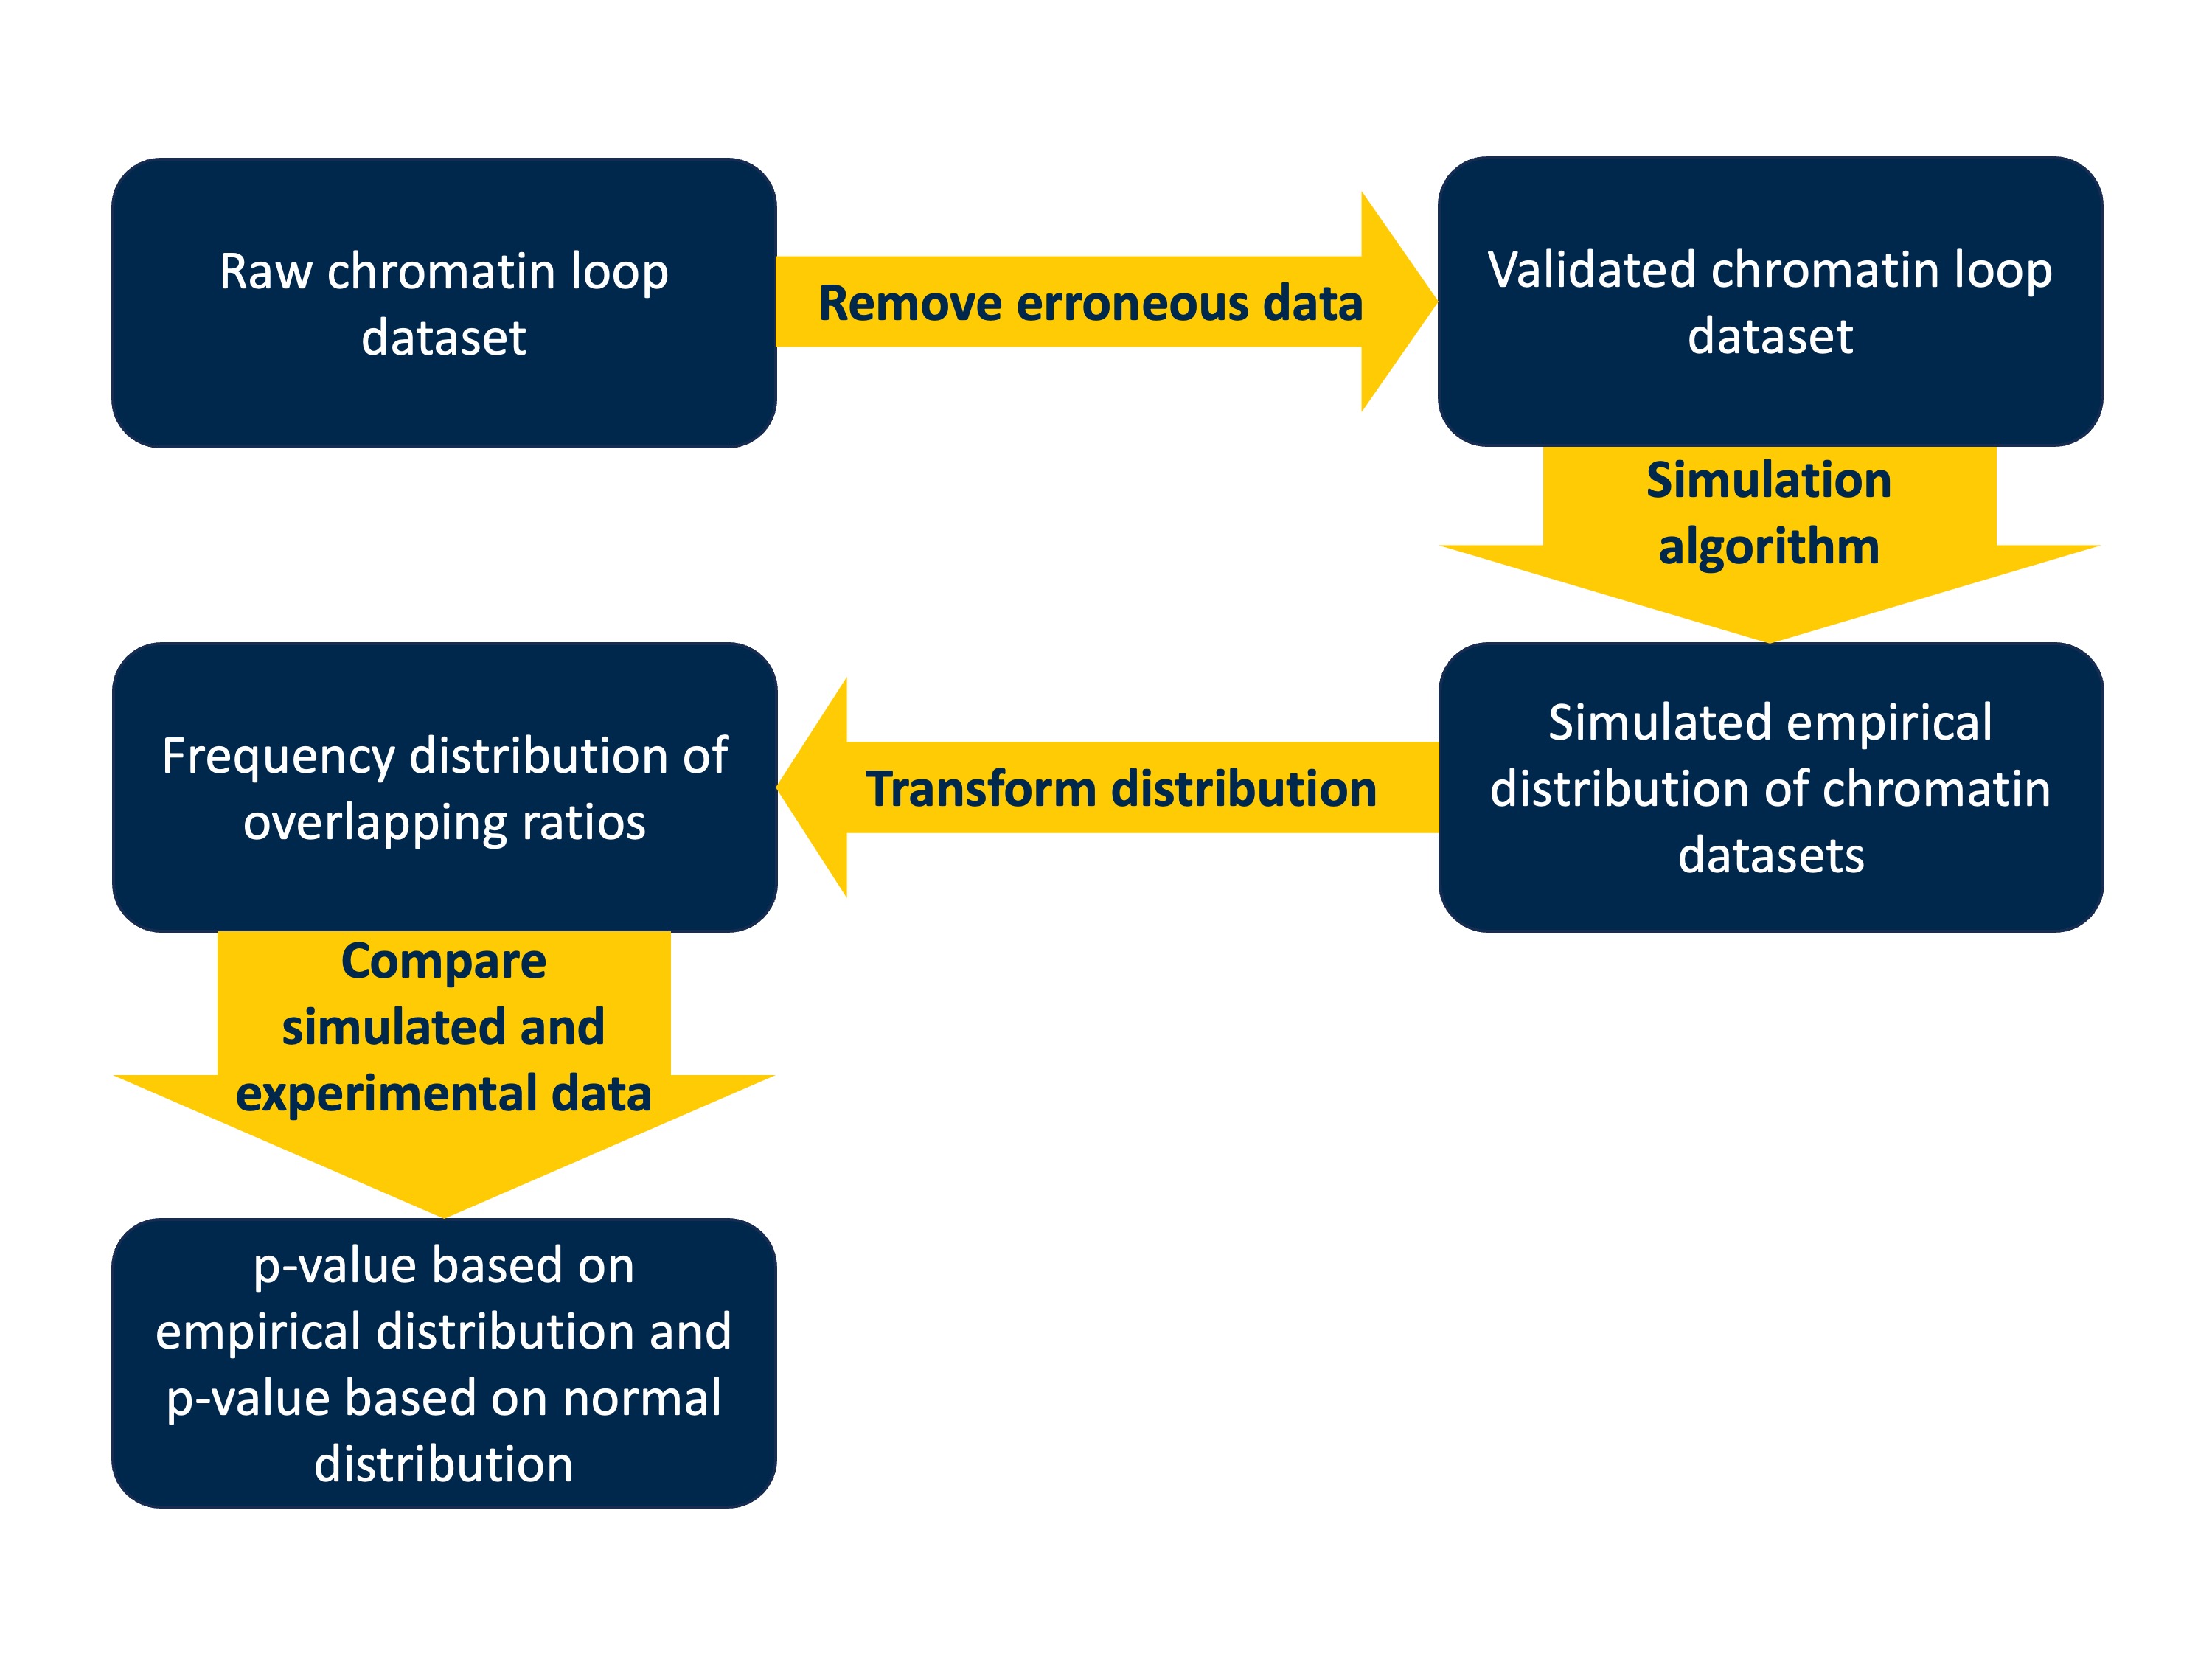 Raw chromatin loop
dataset
Remove erroneous data
Validated chromatin loop
dataset
Simulation
algorithm
Simulated empirical
distribution of chromatin
datasets
Transform distribution
Frequency distribution of
overlapping ratios
Compare
simulated and
experimental data
p-value based on
empirical distribution and
p-value based on normal
distribution